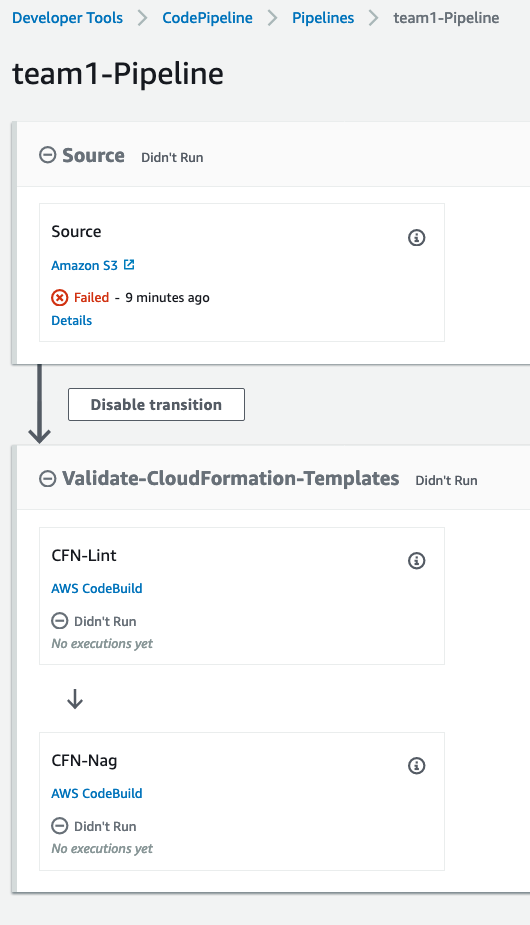 Developer Tools > CodePipeline > Pipelines > team1-Pipeline
team1-Pipeline
Source Didn't Run
Source
Amazon S3
Failed - 9 minutes ago
Details
Disable transition
Validate-CloudFormation-Templates Didn't Run
CFN-Lint
AWS CodeBuild
Didn't Run
No executions yet
CFN-Nag
AWS CodeBuild
Didn't Run
No executions yet